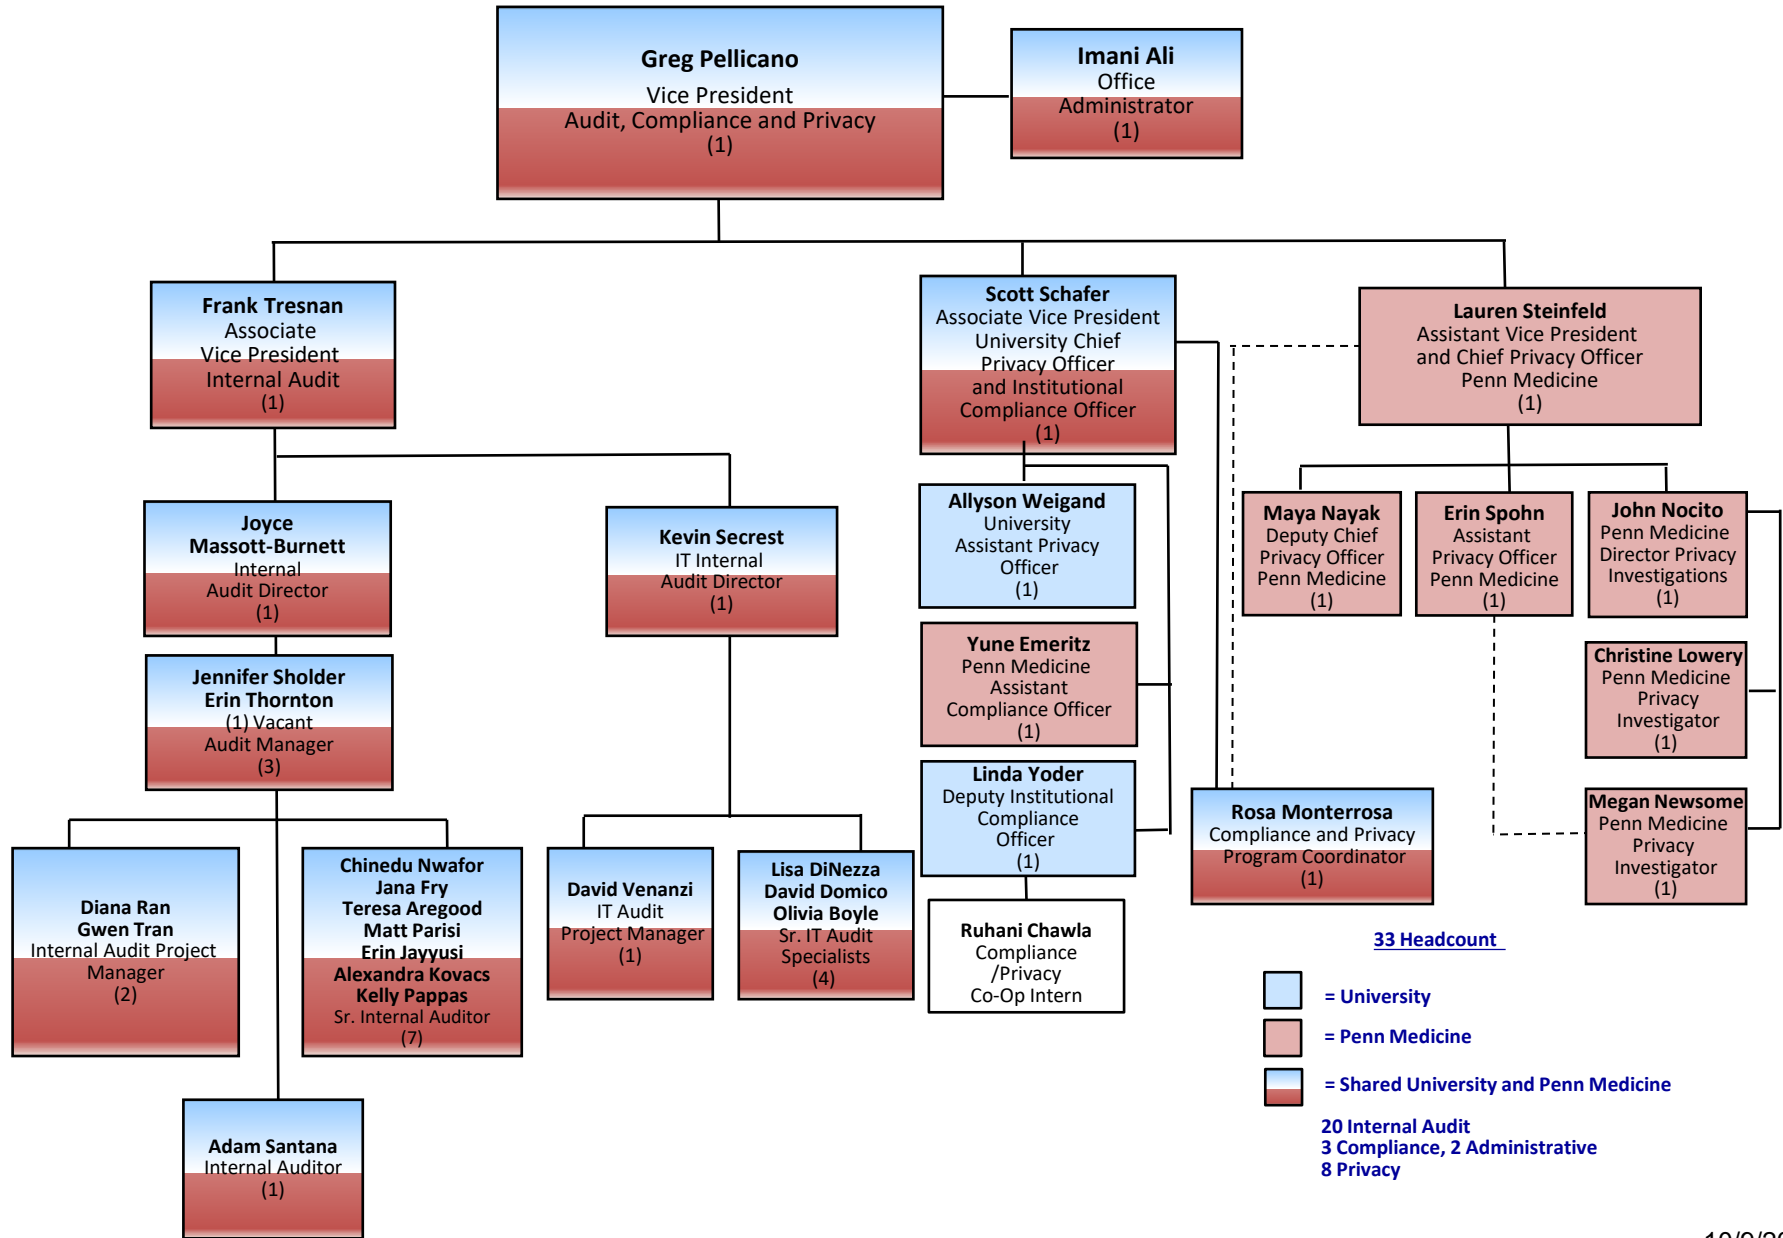 Greg Pellicano
Vice President
Audit, Compliance and Privacy
(1)
Imani Ali
Office
Administrator
(1)
Frank Tresnan
Associate
Vice President
Internal Audit
(1)
Scott Schafer
Associate Vice President
University Chief
Privacy Officer
and Institutional
Compliance Officer
(1)
Lauren Steinfeld
Assistant Vice President
and Chief Privacy Officer
Penn Medicine
(1)
Joyce
Massott-Burnett
Internal
Audit Director
(1)
Kevin Secrest
IT Internal
Audit Director
(1)
Allyson Weigand
University
Assistant Privacy
Officer
(1)
Maya Nayak
Deputy Chief
Privacy Officer
Penn Medicine
(1)
Erin Spohn
Assistant
Privacy Officer
Penn Medicine
(1)
John Nocito
Penn Medicine
Director Privacy
Investigations
(1)
Jennifer Sholder
Erin Thornton
(1) Vacant
Audit Manager
(3)
Yune Emeritz
Penn Medicine
Assistant
Compliance Officer
(1)
Christine Lowery
Penn Medicine
Privacy
Investigator
(1)
Linda Yoder
Deputy Institutional
Compliance
Officer
(1)
Rosa Monterrosa
Compliance and Privacy
Program Coordinator
(1)
Megan Newsome
Penn Medicine
Privacy
Investigator
(1)
Diana Ran
Gwen Tran
Internal Audit Project
Manager
(2)
Chinedu Nwafor
Jana Fry
Teresa Aregood
Matt Parisi
Erin Jayyusi
Alexandra Kovacs
Kelly Pappas
Sr. Internal Auditor
(7)
David Venanzi
IT Audit
Project Manager
(1)
Lisa DiNezza
David Domico
Olivia Boyle
Sr. IT Audit
Specialists
(4)
Ruhani Chawla
Compliance
/Privacy
Co-Op Intern
Adam Santana
Internal Auditor
(1)
33 Headcount
= University
= Penn Medicine
= Shared University and Penn Medicine
20 Internal Audit
3 Compliance, 2 Administrative
8 Privacy